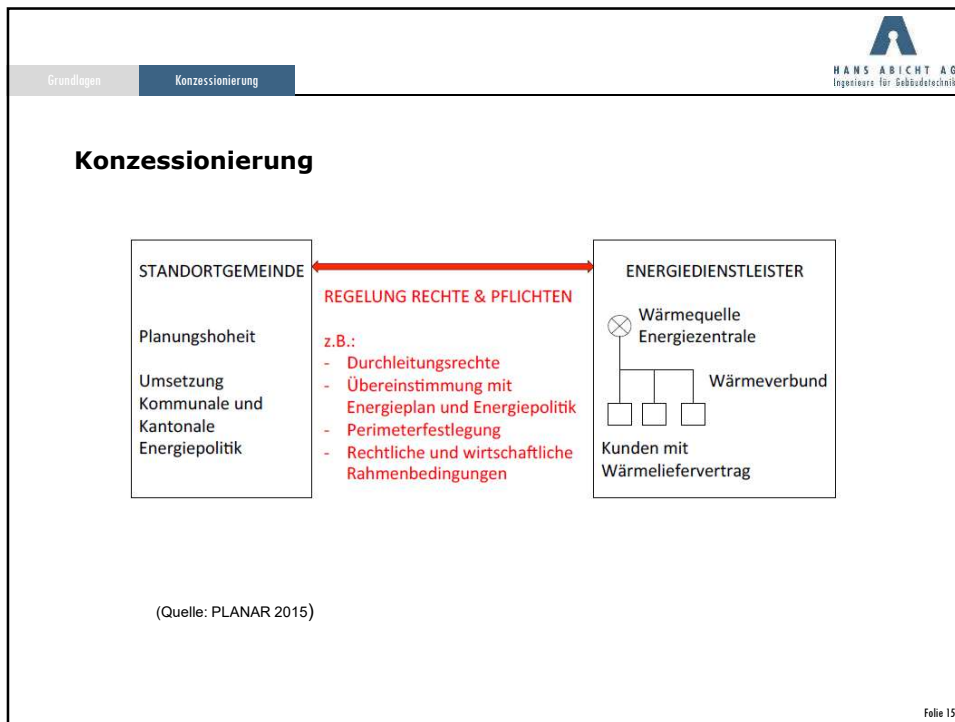 HANS ABICHT AG
Ingenieure für Gebäudetechnik
Grundlagen
Konzessionierung
Konzessionierung
STANDORTGEMEINDE
Planungshoheit
Umsetzung
Kommunale und
Kantonale
Energiepolitik
REGELUNG RECHTE & PFLICHTEN
z.B.:
- Durchleitungsrechte
- Übereinstimmung mit
Energieplan und Energiepolitik
- Perimeterfestlegung
- Rechtliche und wirtschaftliche
Rahmenbedingungen
ENERGIEDIENSTLEISTER
Wärmequelle
Energiezentrale
Wärmeverbund
Kunden mit
Wärmeliefervertrag
(Quelle: PLANAR 2015)
Folie 15